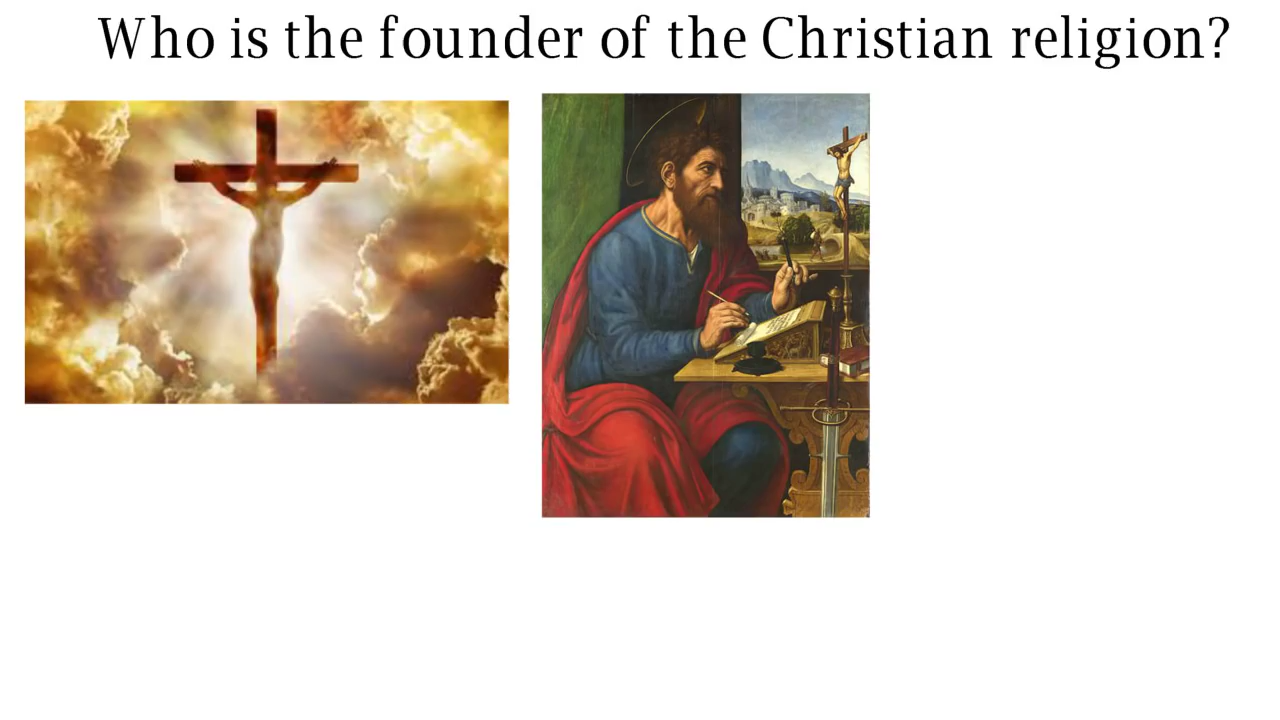 Who is the founder of the Christian religion?